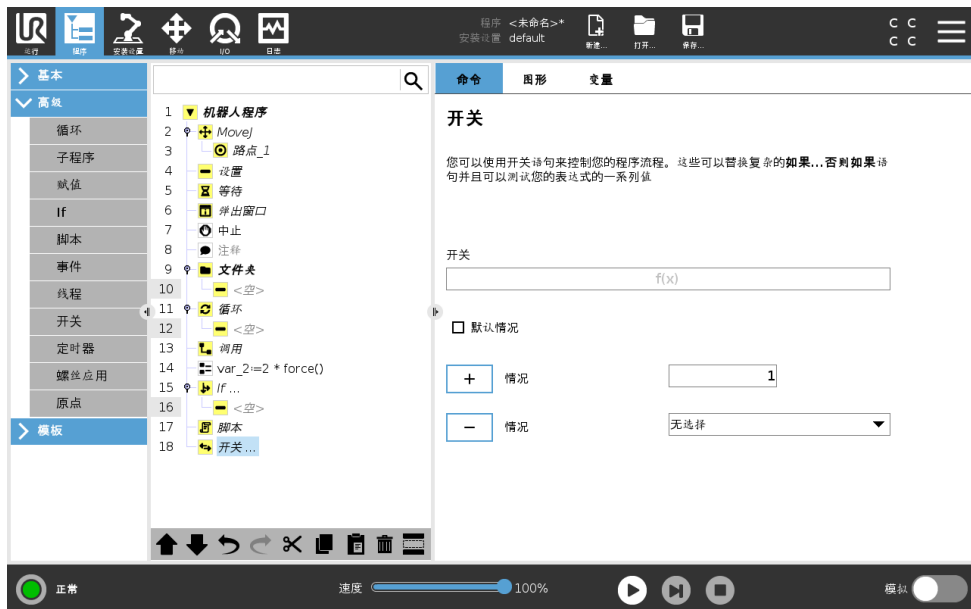 程序 <未命名>*
安装设置 default
运行 程序 安装设置 移动 I/O 日志
新建... 打开... 保存...
C C
C C
基本
高级
循环
子程序
赋值
If
脚本
事件
线程
开关
定时器
螺丝应用
原点
模板
1 机器人程序
2 MoveJ
3 路点_1
4 设置
5 等待
6 弹出窗口
7 中止
8 注释
9 文件夹
10 <空>
11 循环
12 <空>
13 调用
14 var_2:=2 * force()
15 If ...
16 <空>
17 脚本
18 开关 ...
命令 图形 变量
开关
您可以使用开关语句来控制您的程序流程。这些可以替换复杂的如果...否则如果语
句并且可以测试您的表达式的一系列值
开关
f(x)
默认情况
+ 情况 1
− 情况 无选择
正常
速度 100%
模拟